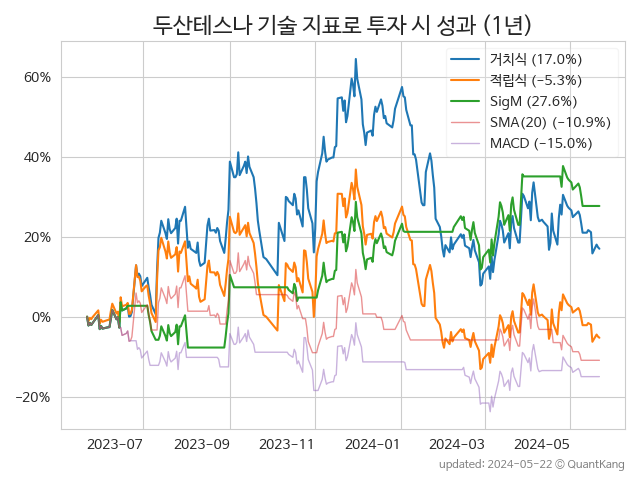 두산테스나 기술 지표로 투자 시 성과 (1년)
거치식 (17.0%)
적립식 (−5.3%)
SigM (27.6%)
SMA(20) (−10.9%)
MACD (−15.0%)
60%
40%
20%
0%
−20%
2023−07 2023−09 2023−11 2024−01 2024−03 2024−05
updated: 2024−05−22 © QuantKang